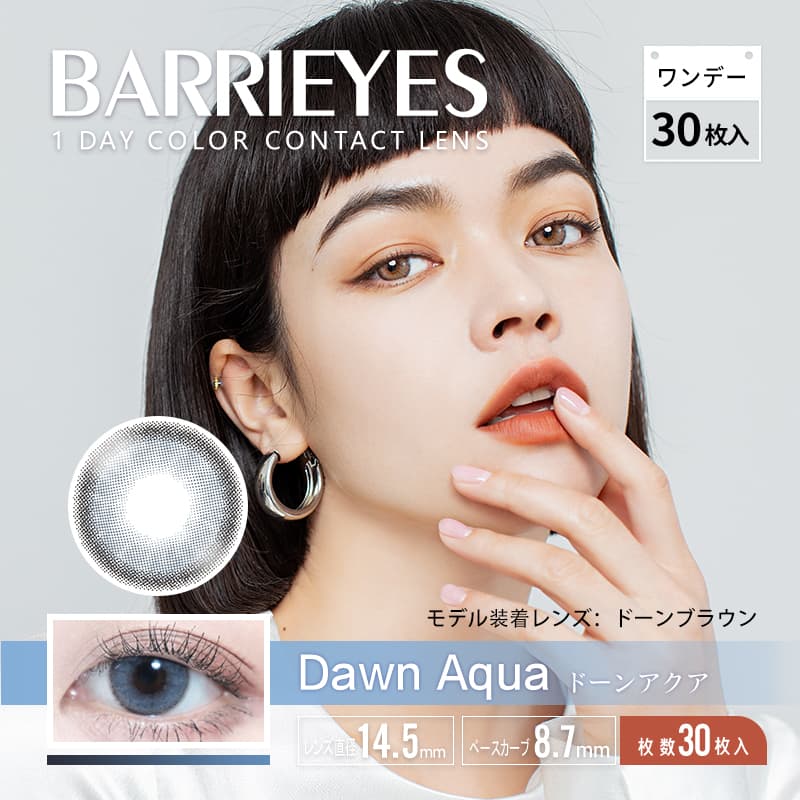 BARRIEYES
1 DAY COLOR CONTACT LENS
ワンデー
30枚入
モデル装着レンズ：ドーンブラウン
Dawn Aqua ドーンアクア
レンズ直径14.5mm ベースカーブ8.7mm 枚数30枚入